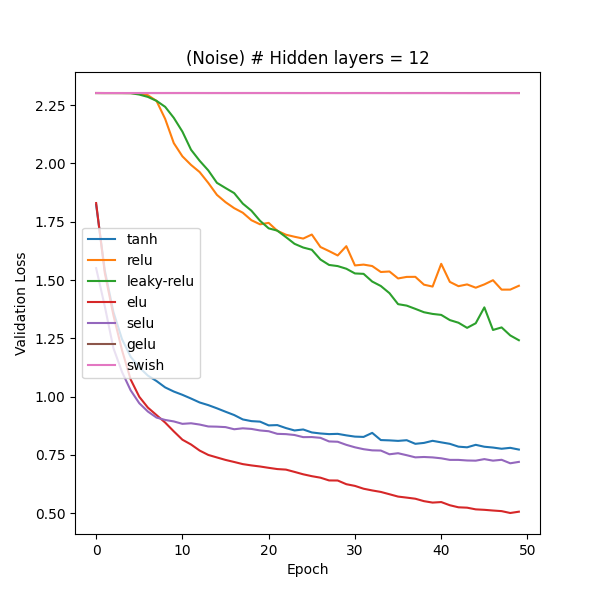 (Noise) # Hidden layers = 12
Validation Loss
2.25
2.00
1.75
1.50
1.25
1.00
0.75
0.50
tanh
relu
leaky-relu
elu
selu
gelu
swish
0 10 20 30 40 50
Epoch